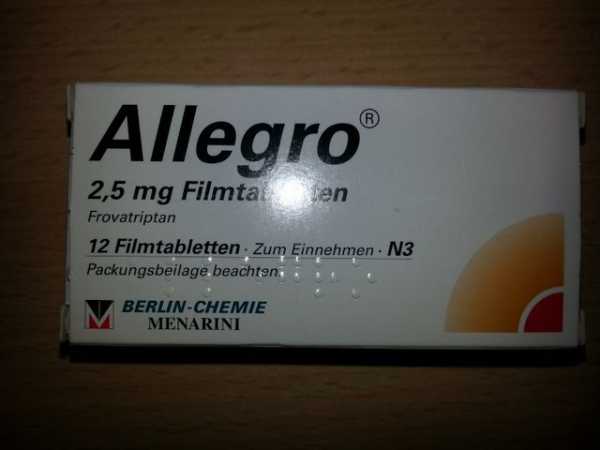 Allegro®
2,5 mg Filmtabletten
Frovatriptan
12 Filmtabletten · Zum Einnehmen · N3
Packungsbeilage beachten.
BERLIN-CHEMIE
MENARINI